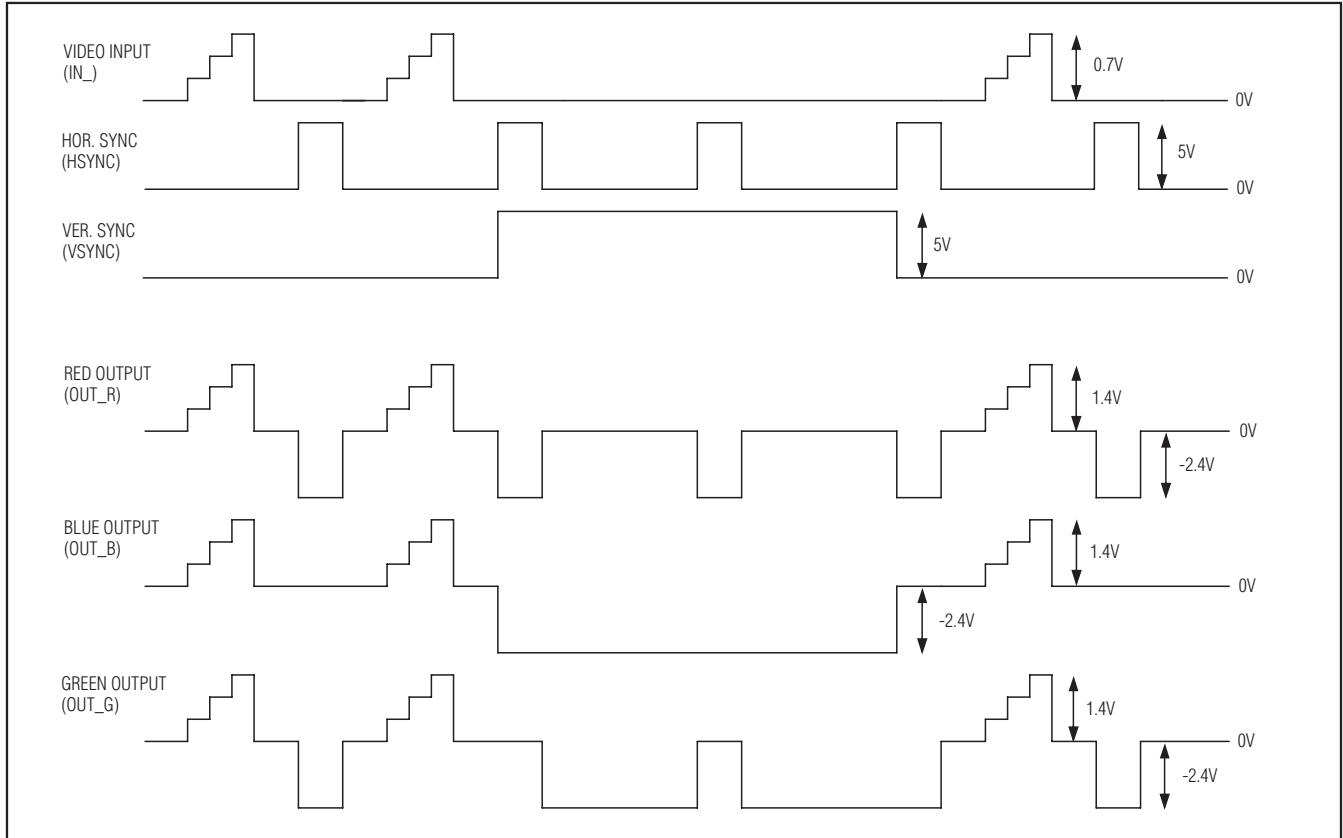 VIDEO INPUT
(IN_)
0.7V
0V
HOR. SYNC
(HSYNC)
5V
0V
VER. SYNC
(VSYNC)
5V
0V
RED OUTPUT
(OUT_R)
1.4V
0V
-2.4V
BLUE OUTPUT
(OUT_B)
1.4V
0V
-2.4V
GREEN OUTPUT
(OUT_G)
1.4V
0V
-2.4V